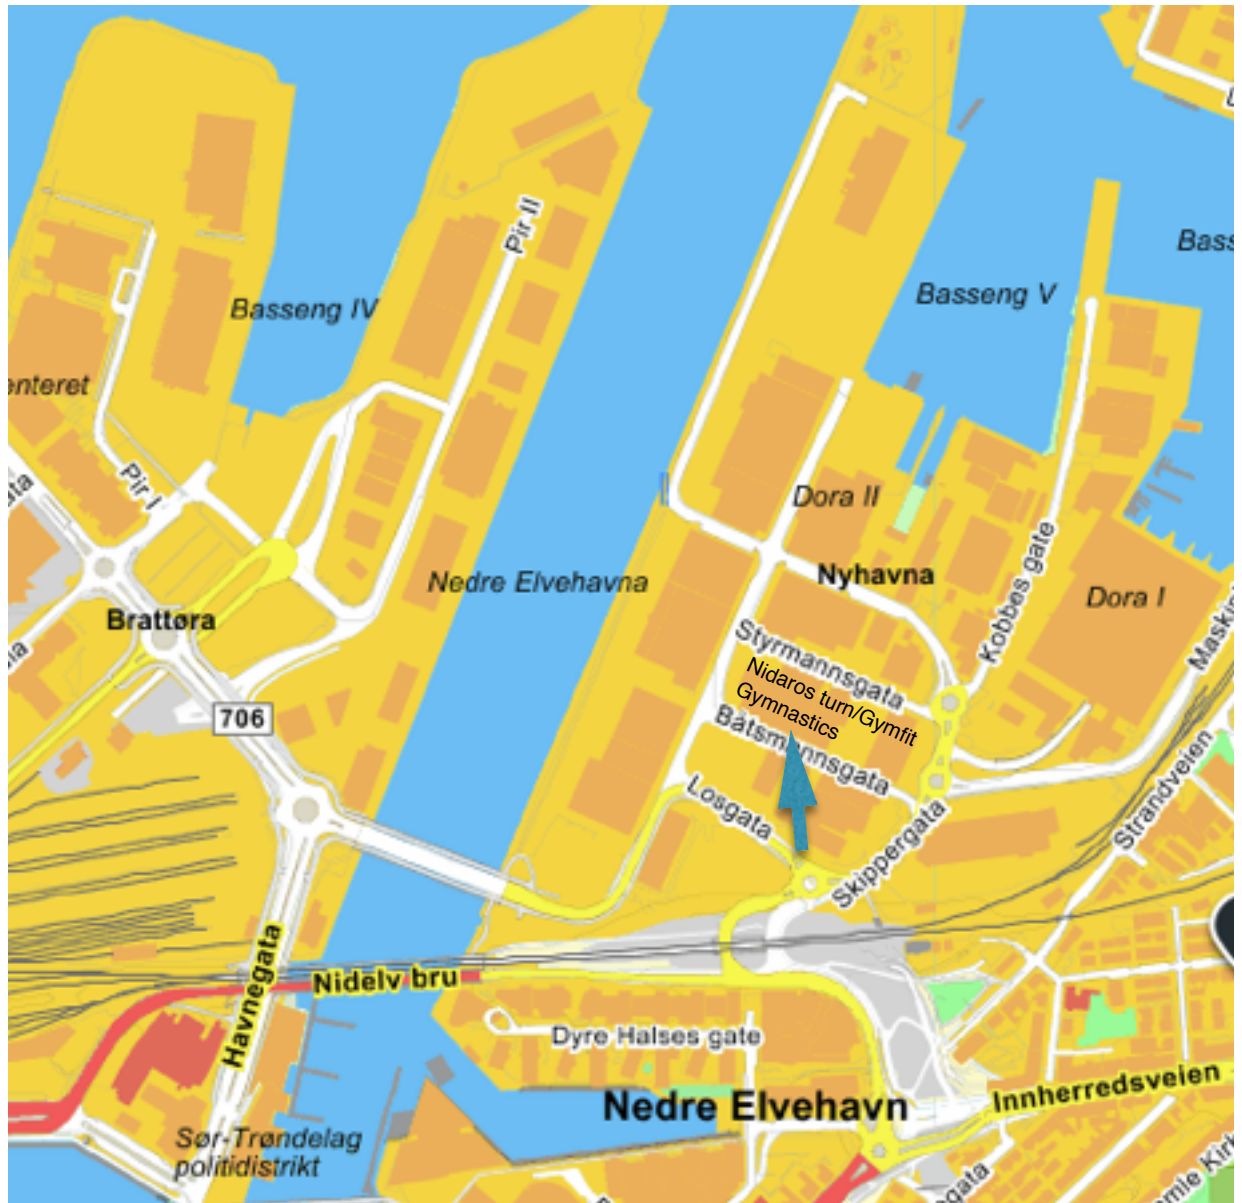 Pir II
Basseng IV
Basseng V
Bass
enteret
Pir I
ata
Dora II
Nedre Elvehavna
Nyhavna
Kobbes gate
Dora I
Brattøra
Styrmannsgata
Nidaros turn/Gymfit
Gymnastics
Båtsmannsgata
706
Losgata
Skippergata
Strandveien
Havnegata
Nidelv bru
Dyre Halses gate
Nedre Elvehavn
Innherredsveien
Sør-Trøndelag
politidistrikt